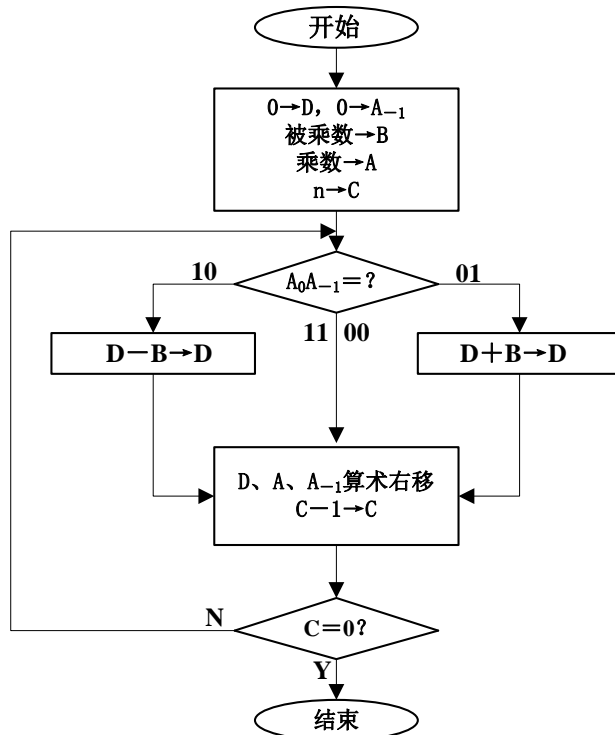 开始
0→D，0→A₋₁
被乘数→B
乘数→A
n→C
A₀A₋₁＝？
10
01
11 00
D－B→D
D＋B→D
D、A、A₋₁算术右移
C－1→C
C＝0？
N
Y
结束